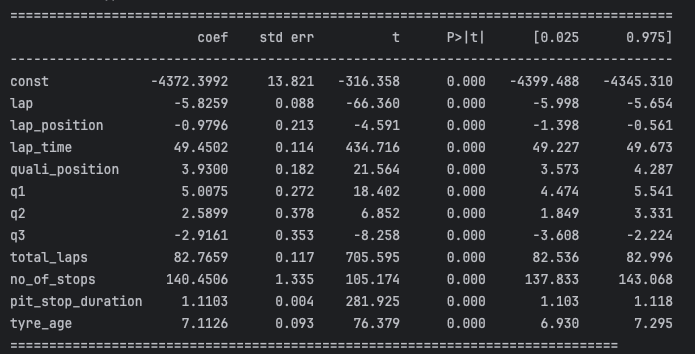 ==============================================================================
coef std err t P>|t| [0.025 0.975]
------------------------------------------------------------------------------
const -4372.3992 13.821 -316.358 0.000 -4399.488 -4345.310
lap -5.8259 0.088 -66.360 0.000 -5.998 -5.654
lap_position -0.9796 0.213 -4.591 0.000 -1.398 -0.561
lap_time 49.4502 0.114 434.716 0.000 49.227 49.673
quali_position 3.9300 0.182 21.564 0.000 3.573 4.287
q1 5.0075 0.272 18.402 0.000 4.474 5.541
q2 2.5899 0.378 6.852 0.000 1.849 3.331
q3 -2.9161 0.353 -8.258 0.000 -3.608 -2.224
total_laps 82.7659 0.117 705.595 0.000 82.536 82.996
no_of_stops 140.4506 1.335 105.174 0.000 137.833 143.068
pit_stop_duration 1.1103 0.004 281.925 0.000 1.103 1.118
tyre_age 7.1126 0.093 76.379 0.000 6.930 7.295
==============================================================================